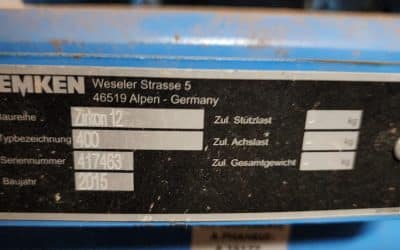 EMKEN Weseler Strasse 5
46519 Alpen - Germany
aureihe Zirkon 12 Zul. Stützlast kg
Typbezeichnung 400 Zul. Achslast kg
Seriennummer 417463 Zul. Gesamtgewicht kg
Baujahr 2015